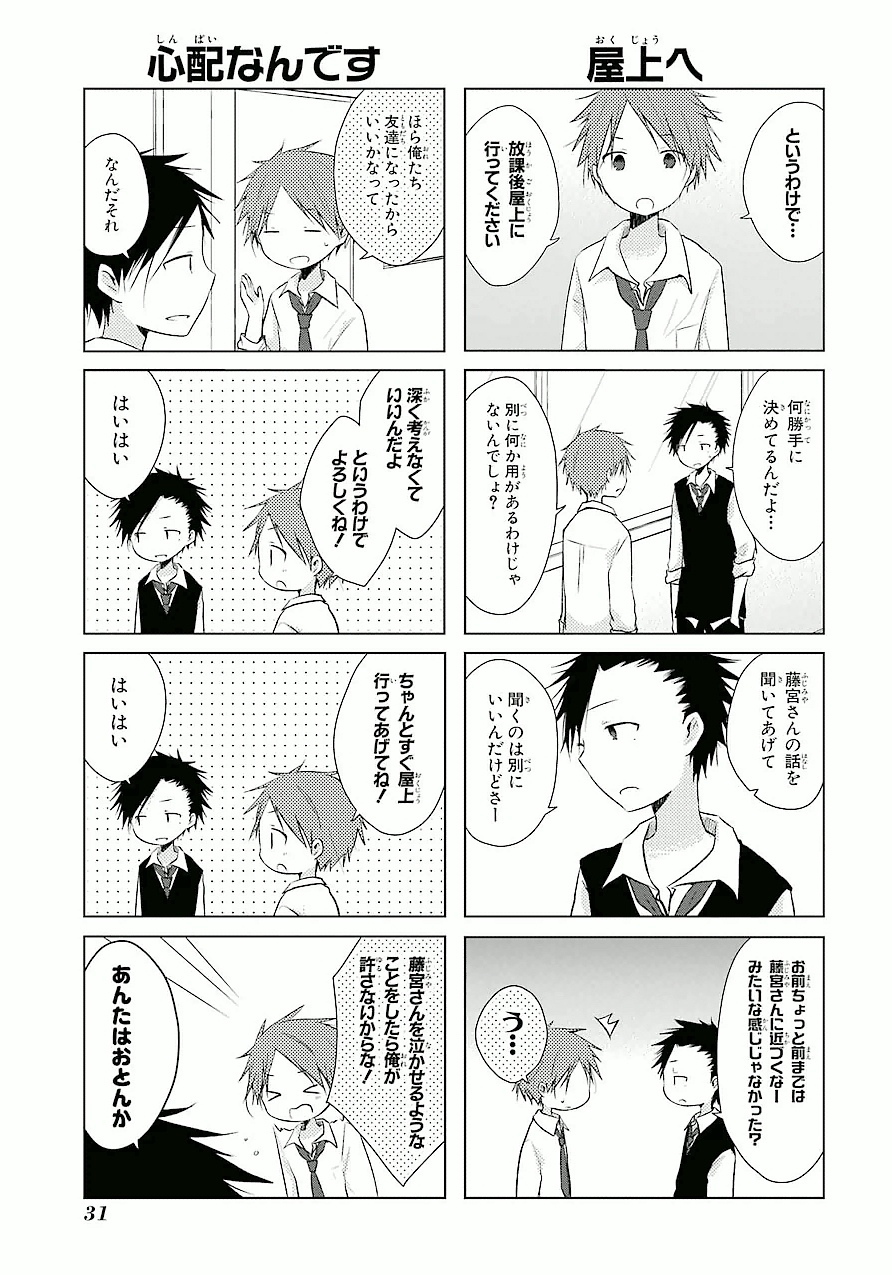 屋上へ
というわけで…
放課後屋上に
行ってください
何勝手に
決めてるんだよ…
別に何か用があるわけじゃ
ないんでしょ?
藤宮さんの話を
聞いてあげて
聞くのは別に
いいんだけどさー
お前ちょっと前までは
藤宮さんに近づくなー
みたいな感じじゃなかった?
う…
心配なんです
ほら俺たち
友達になったから
いいかなって
なんだそれ
深く考えなくて
いいんだよ
というわけで
よろしくね!
はいはい
ちゃんとすぐ屋上
行ってあげてね!
はいはい
藤宮さんを泣かせるような
ことをしたら俺が
許さないからな!
あんたはおとんか
31